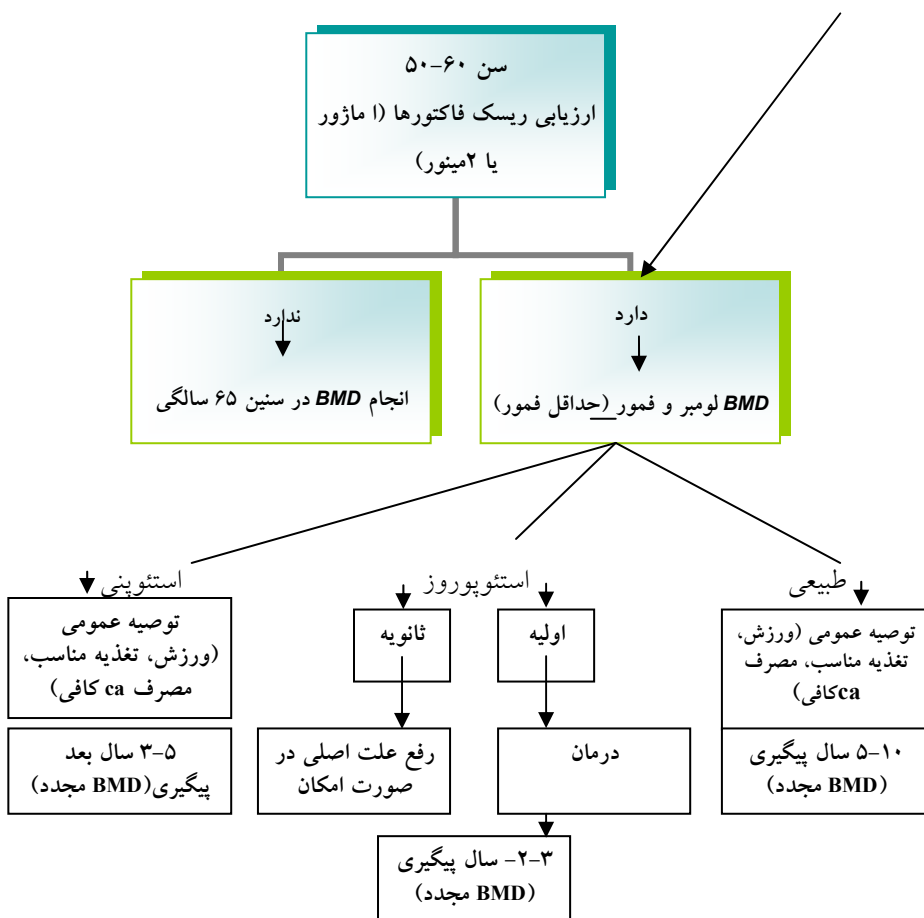 سن ۶۰-۵۰
ارزیابی ریسک فاکتورها (۱ ماژور
یا ۲مینور)
دارد
BMD لومبر و فمور (حداقل فمور)
ندارد
انجام BMD در سنین ۶۵ سالگی
طبیعی
توصیه عمومی (ورزش،
تغذیه مناسب، مصرف
caکافی)
۱۰-۵ سال پیگیری
(BMD مجدد)
استئوپوروز
اولیه
درمان
ثانویه
رفع علت اصلی در
صورت امکان
۳-۲- سال پیگیری
(BMD مجدد)
استئوپنی
توصیه عمومی
(ورزش، تغذیه مناسب،
مصرف ca کافی)
۵-۳ سال بعد
پیگیری(BMD مجدد)